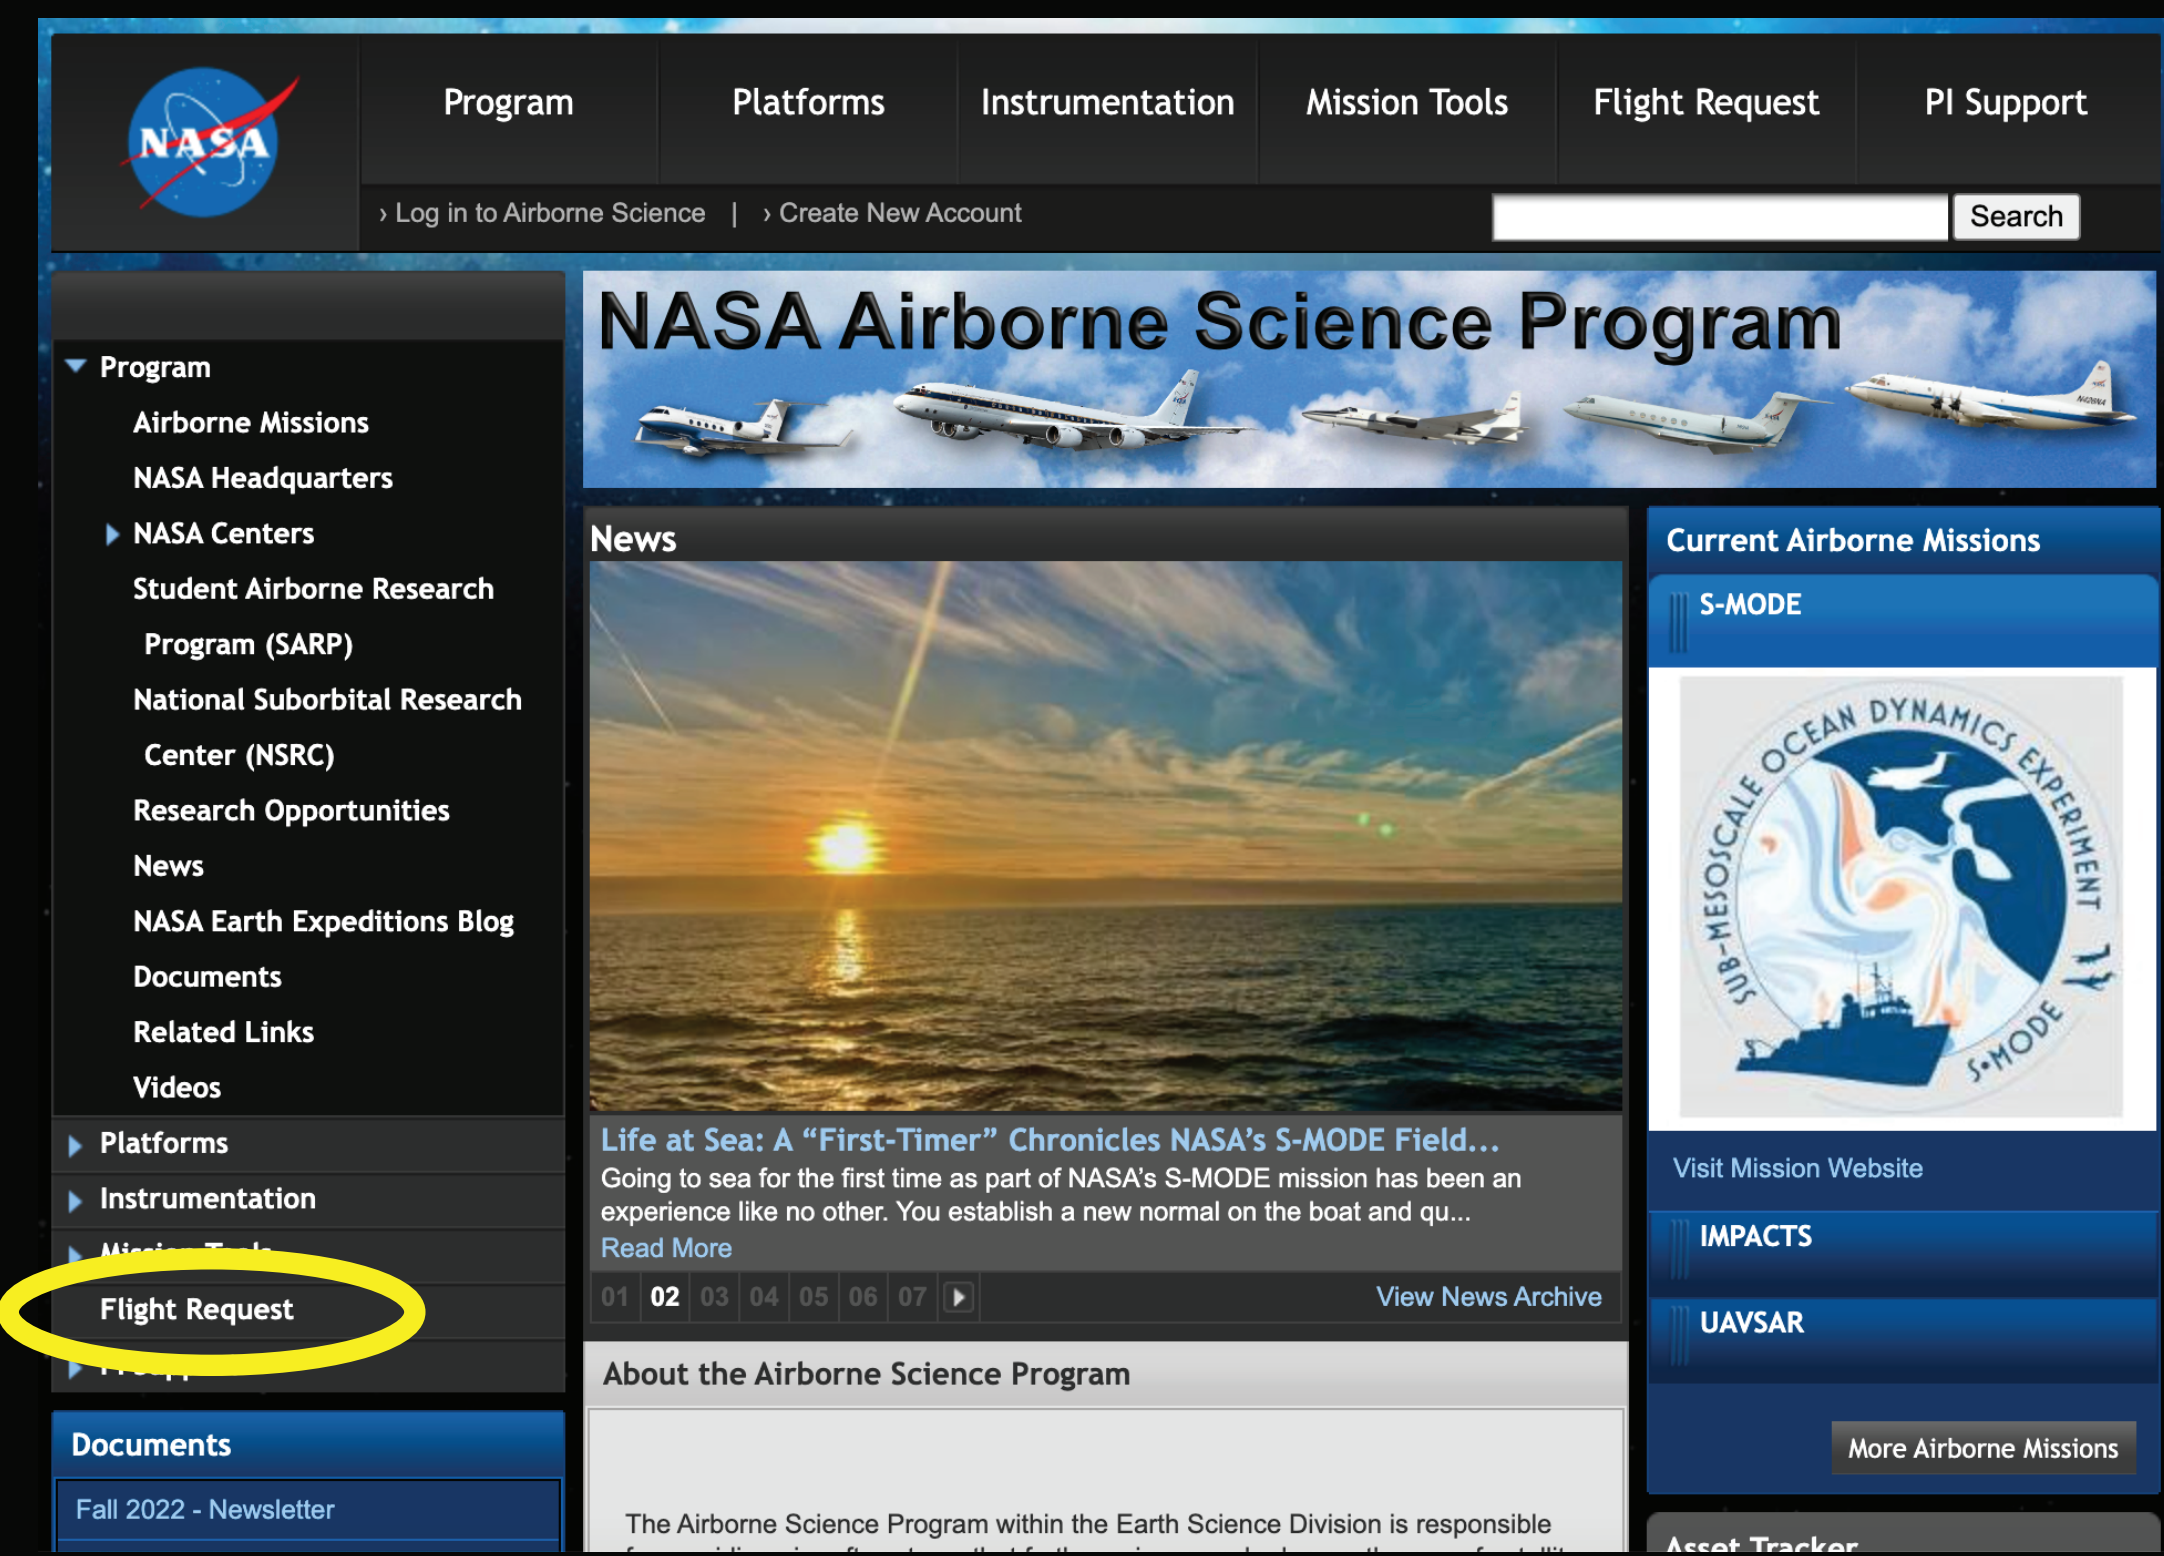 NASA
Program
Platforms
Instrumentation
Mission Tools
Flight Request
PI Support
› Log in to Airborne Science | › Create New Account
Search
NASA Airborne Science Program
Program
Airborne Missions
NASA Headquarters
NASA Centers
Student Airborne Research
Program (SARP)
National Suborbital Research
Center (NSRC)
Research Opportunities
News
NASA Earth Expeditions Blog
Documents
Related Links
Videos
Platforms
Instrumentation
Mission Tools
Flight Request
Documents
Fall 2022 - Newsletter
News
Life at Sea: A “First-Timer” Chronicles NASA’s S-MODE Field...
Going to sea for the first time as part of NASA’s S-MODE mission has been an
experience like no other. You establish a new normal on the boat and qu...
Read More
01 02 03 04 05 06 07
View News Archive
About the Airborne Science Program
The Airborne Science Program within the Earth Science Division is responsible
Current Airborne Missions
S-MODE
SUB-MESOSCALE OCEAN DYNAMICS EXPERIMENT
S•MODE
Visit Mission Website
IMPACTS
UAVSAR
More Airborne Missions
Asset Tracker